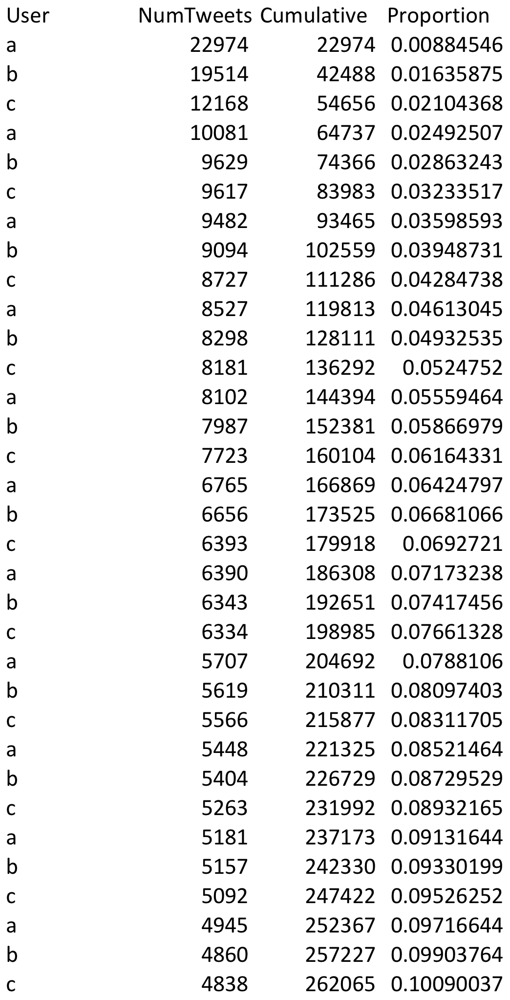 User NumTweets Cumulative Proportion
a 22974 22974 0.00884546
b 19514 42488 0.01635875
c 12168 54656 0.02104368
a 10081 64737 0.02492507
b 9629 74366 0.02863243
c 9617 83983 0.03233517
a 9482 93465 0.03598593
b 9094 102559 0.03948731
c 8727 111286 0.04284738
a 8527 119813 0.04613045
b 8298 128111 0.04932535
c 8181 136292 0.0524752
a 8102 144394 0.05559464
b 7987 152381 0.05866979
c 7723 160104 0.06164331
a 6765 166869 0.06424797
b 6656 173525 0.06681066
c 6393 179918 0.0692721
a 6390 186308 0.07173238
b 6343 192651 0.07417456
c 6334 198985 0.07661328
a 5707 204692 0.0788106
b 5619 210311 0.08097403
c 5566 215877 0.08311705
a 5448 221325 0.08521464
b 5404 226729 0.08729529
c 5263 231992 0.08932165
a 5181 237173 0.09131644
b 5157 242330 0.09330199
c 5092 247422 0.09526252
a 4945 252367 0.09716644
b 4860 257227 0.09903764
c 4838 262065 0.10090037